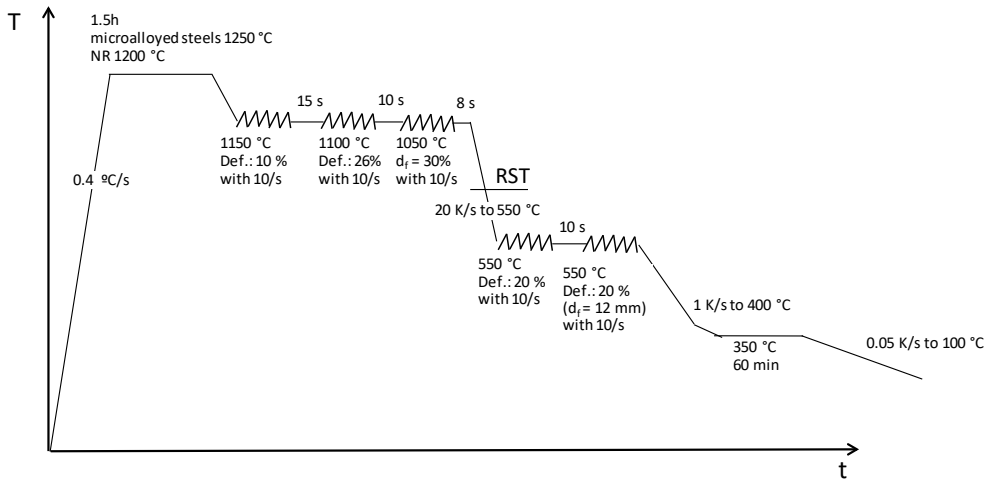 T
1.5h
microalloyed steels 1250 °C
NR 1200 °C
0.4 ºC/s
15 s
10 s
8 s
1150 °C
Def.: 10 %
with 10/s
1100 °C
Def.: 26%
with 10/s
1050 °C
df = 30%
with 10/s
RST
20 K/s to 550 °C
10 s
550 °C
Def.: 20 %
with 10/s
550 °C
Def.: 20 %
(df = 12 mm)
with 10/s
1 K/s to 400 °C
350 °C
60 min
0.05 K/s to 100 °C
t